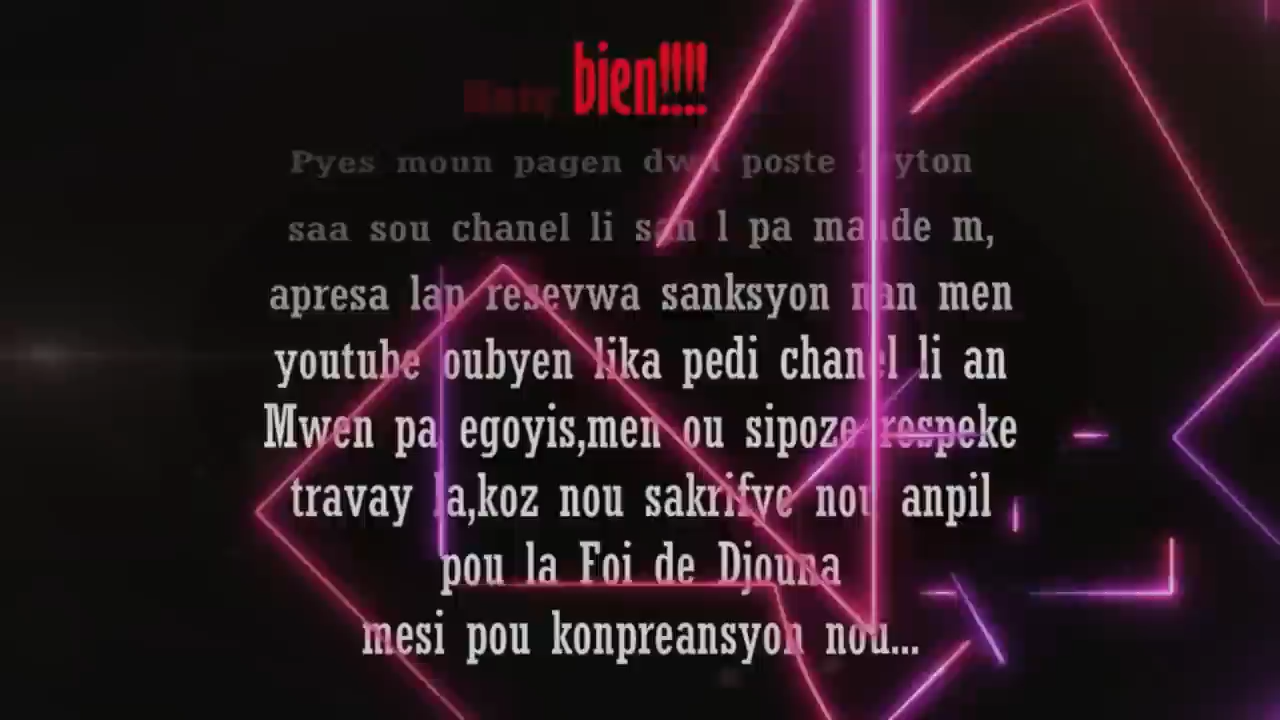 bien!!!!
Pyes moun pagen dwa poste feyton
saa sou chanel li san l pa mande m,
apresa lap resevwa sanksyon nan men
youtube oubyen lika pedi chanel li an
Mwen pa egoyis,men ou sipoze respeke
travay la,koz nou sakrifye nou anpil
pou la Foi de Djouna
mesi pou konpreansyon nou...